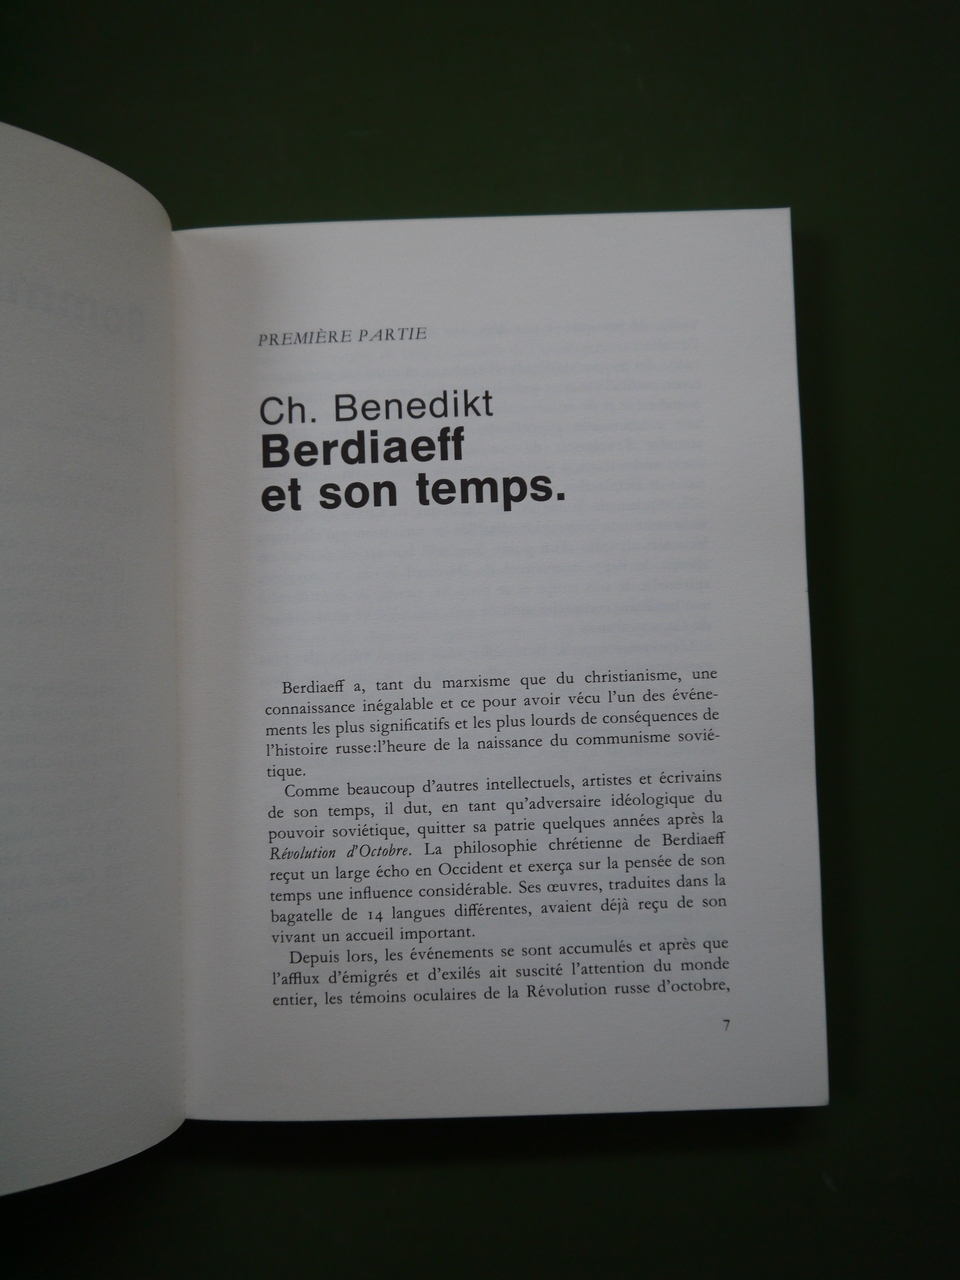 PREMIÈRE PARTIE
Ch. Benedikt
Berdiaeff
et son temps.
Berdiaeff a, tant du marxisme que du christianisme, une
connaissance inégalable et ce pour avoir vécu l'un des événe-
ments les plus significatifs et les plus lourds de conséquences de
l'histoire russe:l'heure de la naissance du communisme sovié-
tique.
Comme beaucoup d'autres intellectuels, artistes et écrivains
de son temps, il dut, en tant qu'adversaire idéologique du
pouvoir soviétique, quitter sa patrie quelques années après la
Révolution d'Octobre. La philosophie chrétienne de Berdiaeff
reçut un large écho en Occident et exerça sur la pensée de son
temps une influence considérable. Ses œuvres, traduites dans la
bagatelle de 14 langues différentes, avaient déjà reçu de son
vivant un accueil important.
Depuis lors, les événements se sont accumulés et après que
l'afflux d'émigrés et d'exilés ait suscité l'attention du monde
entier, les témoins oculaires de la Révolution russe d'octobre,
7